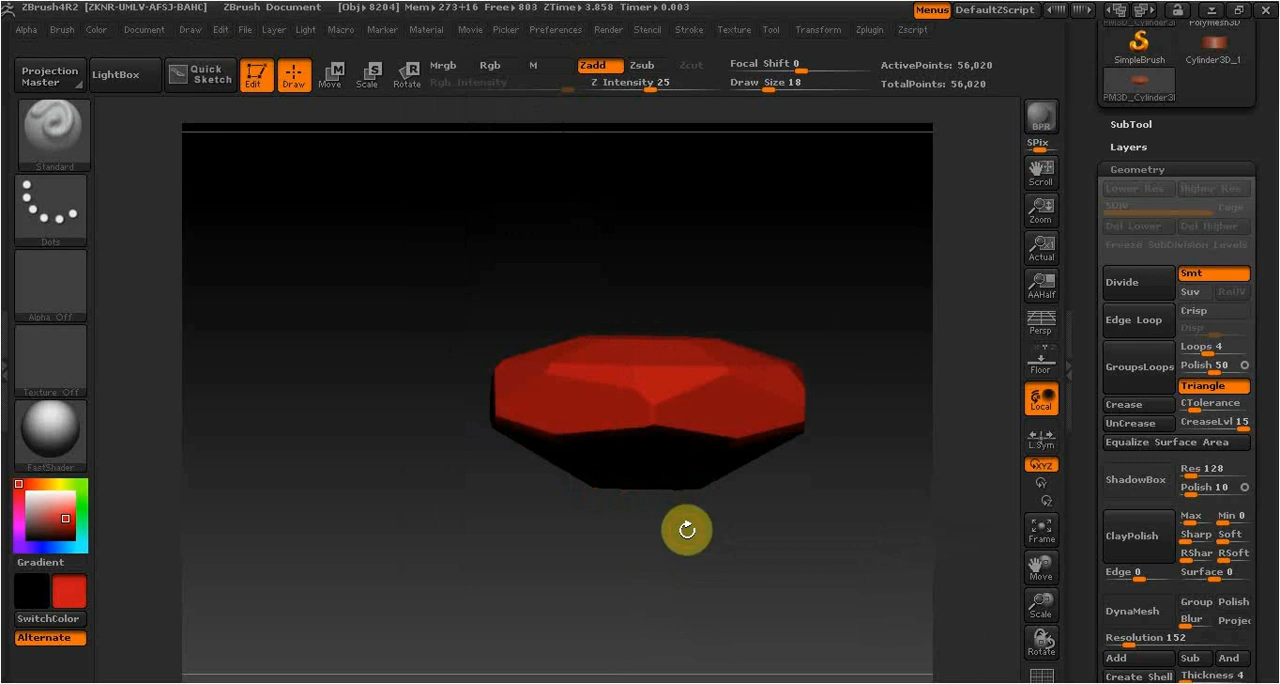 ZBrush4R2 [ZKNR-UMLV-AFSJ-BAHC] ZBrush Document [Obj▸8204] Mem▸273+16 Free▸803 ZTime▸3.858 Timer▸0.003
Menus DefaultZScript
Alpha Brush Color Document Draw Edit File Layer Light Macro Marker Material Movie Picker Preferences Render Stencil Stroke Texture Tool Transform Zplugin Zscript
Projection Master
LightBox
Quick Sketch
Edit
Draw
Move
Scale
Rotate
Mrgb Rgb M
Rgb Intensity
Zadd Zsub Zcut
Z Intensity 25
Focal Shift 0
Draw Size 18
ActivePoints: 56,020
TotalPoints: 56,020
Standard
Dots
Alpha Off
Texture Off
FastShader
Gradient
SwitchColor
Alternate
BPR
SPix
Scroll
Zoom
Actual
AAHalf
Persp
Floor
Local
L.Sym
XYZ
Frame
Move
Scale
Rotate
PM3D_Cylinder3I PolyMesh3D
SimpleBrush Cylinder3D_1
PM3D_Cylinder3I
SubTool
Layers
Geometry
Lower Res Higher Res
SDiv Cage
Del Lower Del Higher
Freeze SubDivision Levels
Divide
Smt
Suv ReUV
Edge Loop
Crisp
Disp
GroupsLoops
Loops 4
Polish 50
Triangle
Crease CTolerance
UnCrease CreaseLvl 15
Equalize Surface Area
ShadowBox
Res 128
Polish 10
ClayPolish
Max Min 0
Sharp Soft
RShar RSoft
Edge 0 Surface 0
DynaMesh
Group Polish
Blur Projec
Resolution 152
Add Sub And
Create Shell Thickness 4